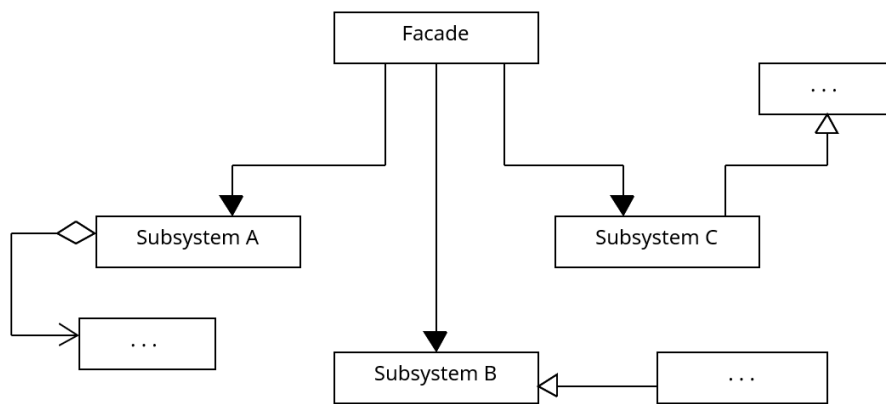 Facade
. . .
Subsystem A
Subsystem C
. . .
Subsystem B
. . .